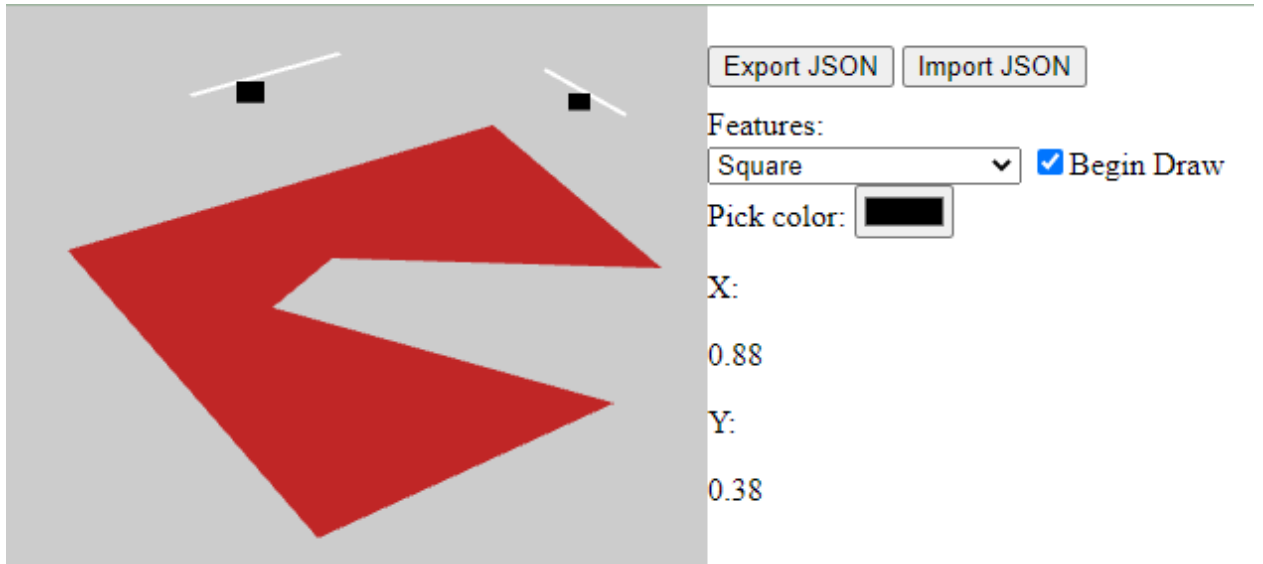 Export JSON Import JSON
Features:
Square Begin Draw
Pick color:
X:
0.88
Y:
0.38